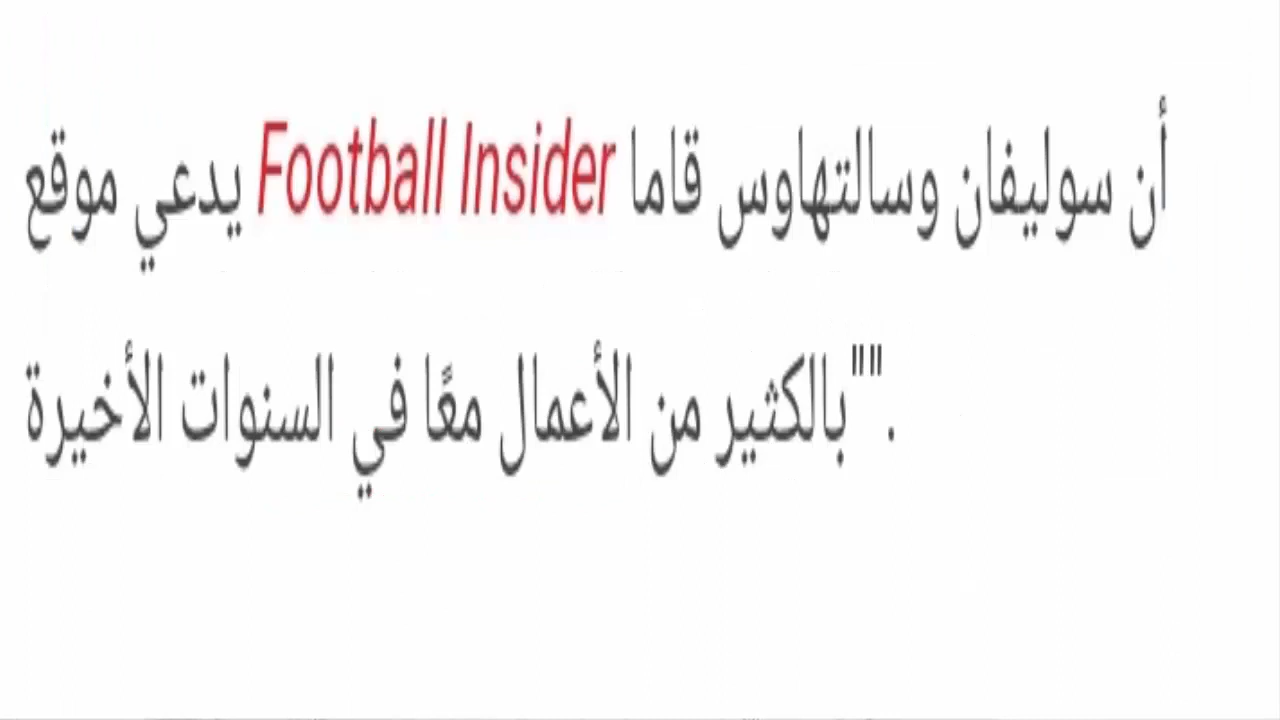 يدعي موقع Football Insider أن سوليفان وسالتهاوس قاما
بالكثير من الأعمال معًا في السنوات الأخيرة"".